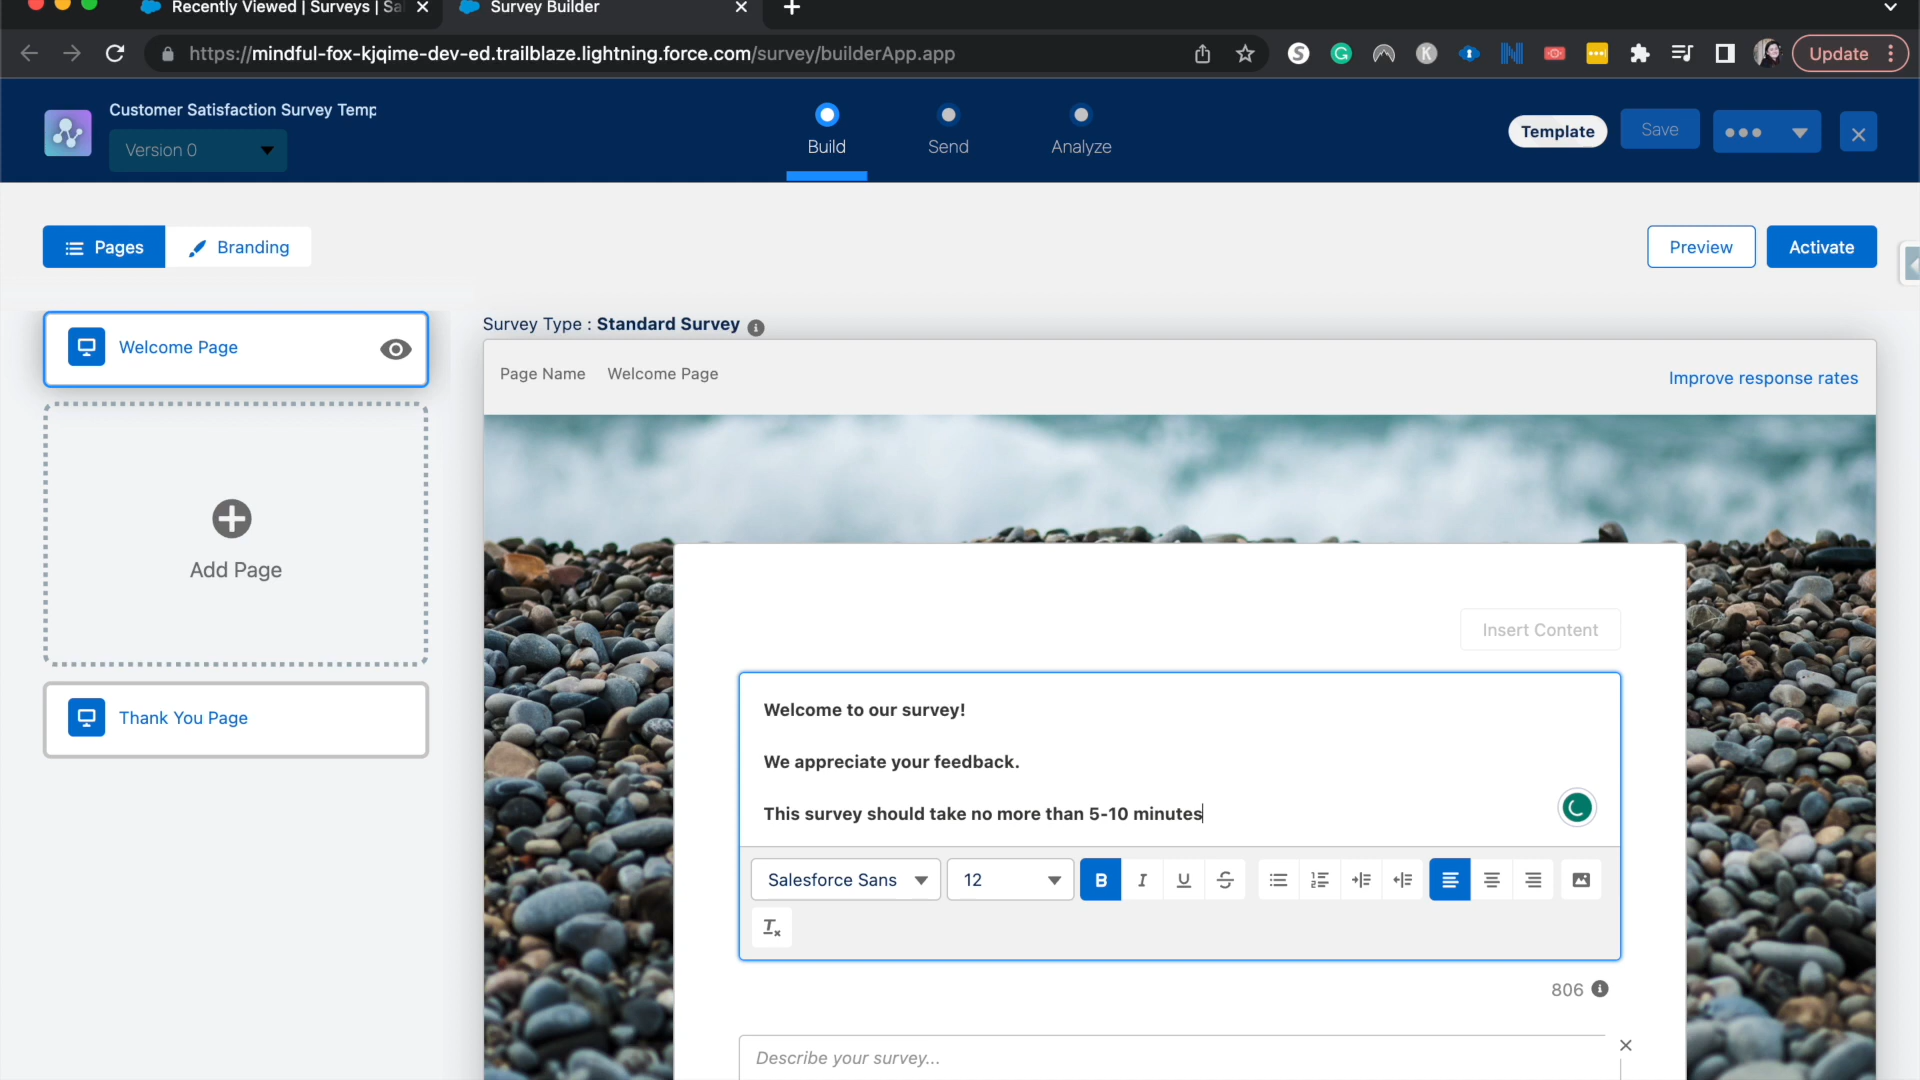 Recently Viewed | Surveys | Sa
Survey Builder
https://mindful-fox-kjqime-dev-ed.trailblaze.lightning.force.com/survey/builderApp.app
Update
Customer Satisfaction Survey Temp
Version 0
Build
Send
Analyze
Template
Save
Pages
Branding
Preview
Activate
Welcome Page
Add Page
Thank You Page
Survey Type : Standard Survey
Page Name Welcome Page
Improve response rates
Insert Content
Welcome to our survey!
We appreciate your feedback.
This survey should take no more than 5-10 minutes
Salesforce Sans
12
B I U S
806
Describe your survey...